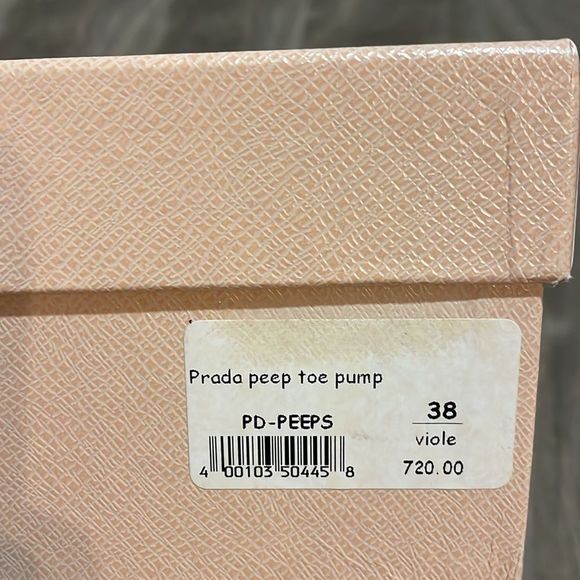 Prada peep toe pump
PD-PEEPS
38
viole
4 00103 50445 8
720.00